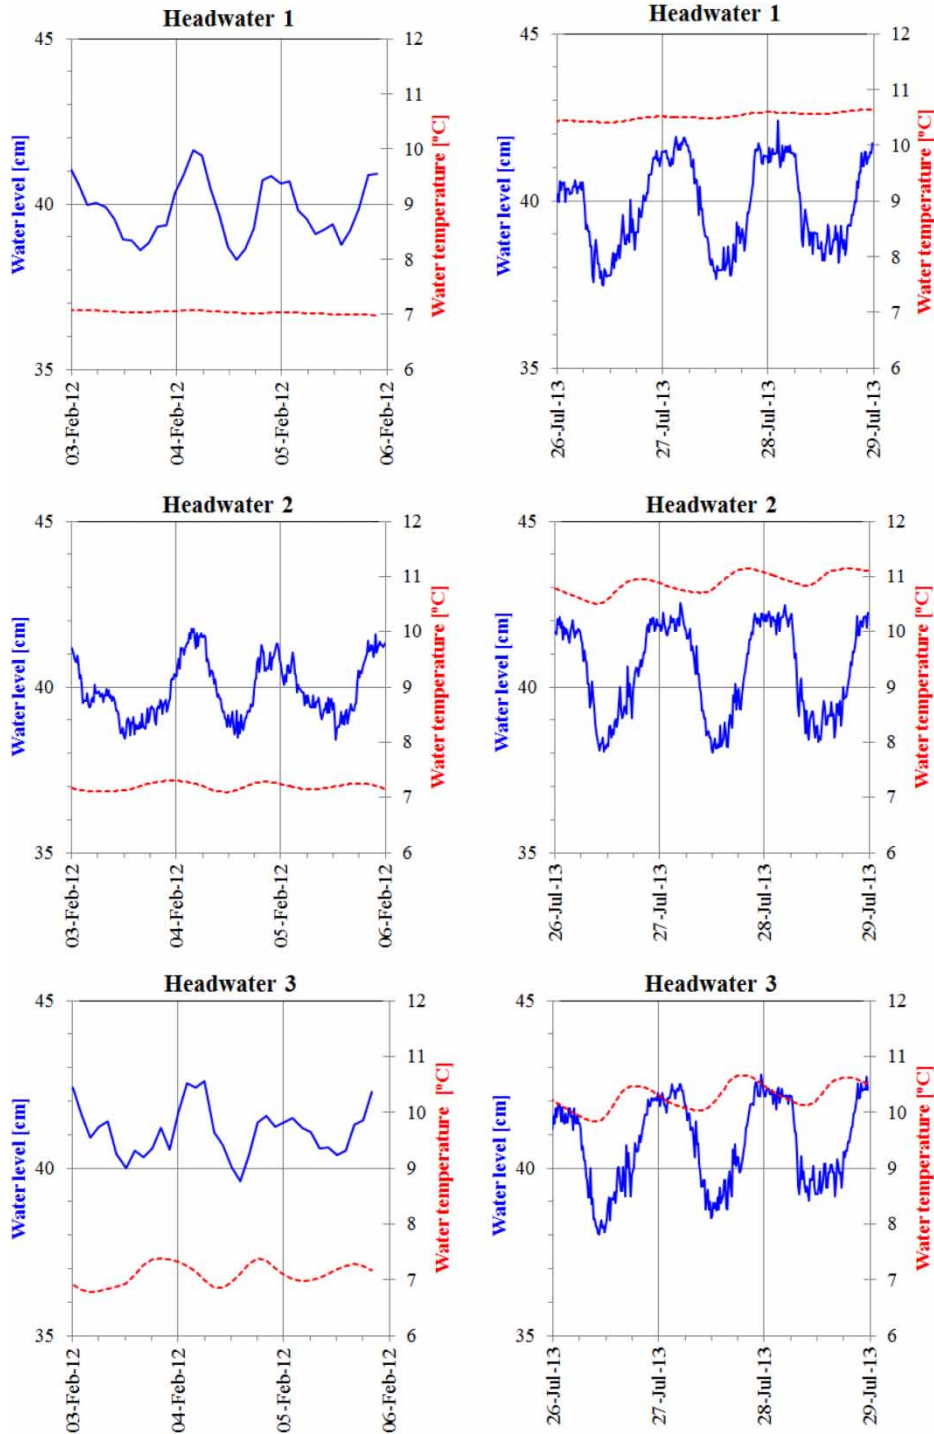 Headwater 1
45
40
35
Water level [cm]
12
11
10
9
8
7
6
Water temperature [°C]
03-Feb-12
04-Feb-12
05-Feb-12
06-Feb-12
Headwater 1
45
40
35
Water level [cm]
12
11
10
9
8
7
6
Water temperature [°C]
26-Jul-13
27-Jul-13
28-Jul-13
29-Jul-13
Headwater 2
45
40
35
Water level [cm]
12
11
10
9
8
7
6
Water temperature [°C]
03-Feb-12
04-Feb-12
05-Feb-12
06-Feb-12
Headwater 2
45
40
35
Water level [cm]
12
11
10
9
8
7
6
Water temperature [°C]
26-Jul-13
27-Jul-13
28-Jul-13
29-Jul-13
Headwater 3
45
40
35
Water level [cm]
12
11
10
9
8
7
6
Water temperature [°C]
03-Feb-12
04-Feb-12
05-Feb-12
06-Feb-12
Headwater 3
45
40
35
Water level [cm]
12
11
10
9
8
7
6
Water temperature [°C]
26-Jul-13
27-Jul-13
28-Jul-13
29-Jul-13